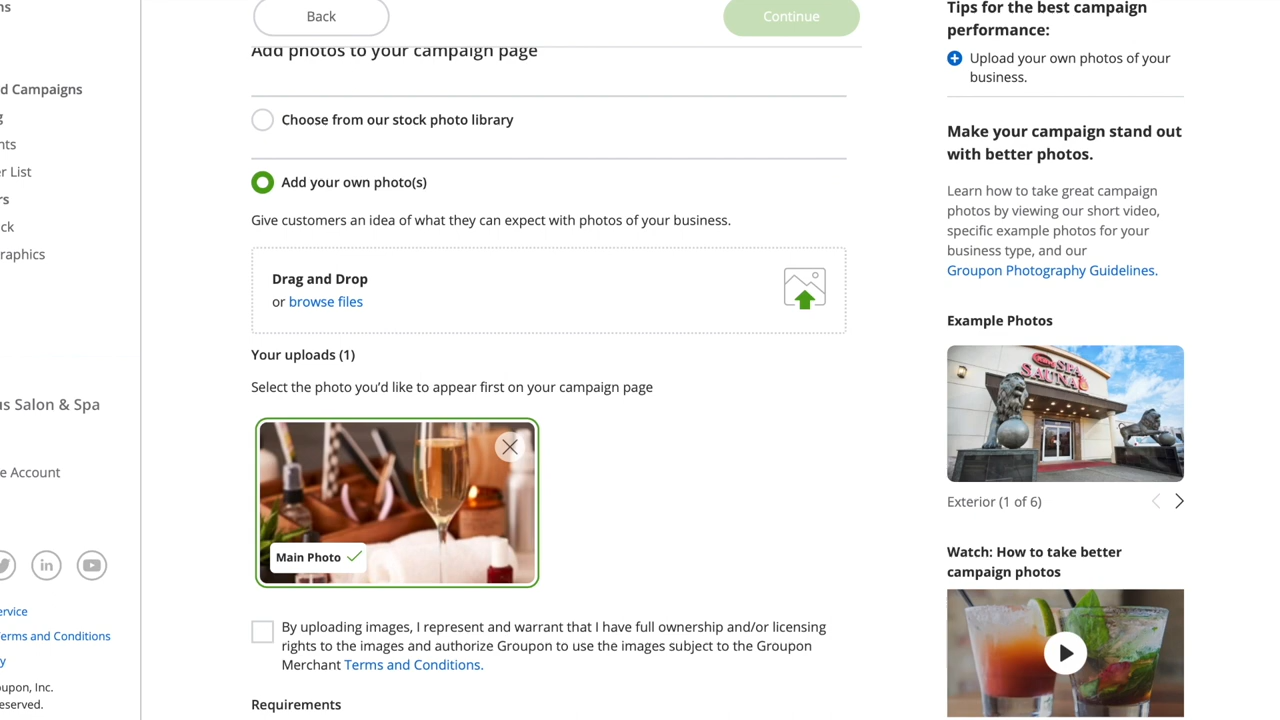 Back
Continue
Add photos to your campaign page
Choose from our stock photo library
Add your own photo(s)
Give customers an idea of what they can expect with photos of your business.
Drag and Drop
or browse files
Your uploads (1)
Select the photo you'd like to appear first on your campaign page
Main Photo
By uploading images, I represent and warrant that I have full ownership and/or licensing
rights to the images and authorize Groupon to use the images subject to the Groupon
Merchant Terms and Conditions.
Requirements
Tips for the best campaign
performance:
Upload your own photos of your
business.
Make your campaign stand out
with better photos.
Learn how to take great campaign
photos by viewing our short video,
specific example photos for your
business type, and our
Groupon Photography Guidelines.
Example Photos
SPA
SAUNA
Exterior (1 of 6)
Watch: How to take better
campaign photos
d Campaigns
g
nts
r List
rs
ck
raphics
us Salon & Spa
e Account
in
ervice
erms and Conditions
y
oupon, Inc.
eserved.